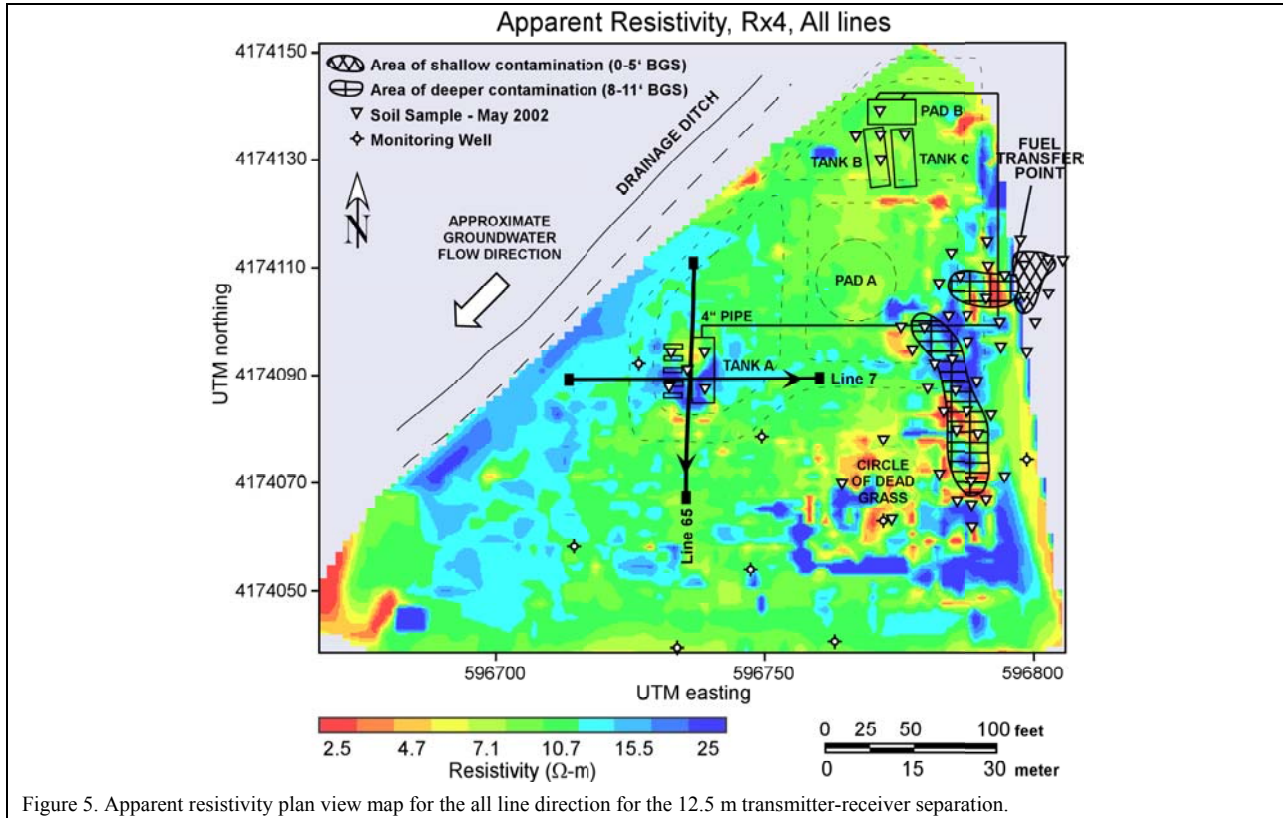 Apparent Resistivity, Rx4, All lines
4174150
4174130
4174110
4174090
4174070
4174050
UTM northing
Area of shallow contamination (0-5' BGS)
Area of deeper contamination (8-11' BGS)
Soil Sample - May 2002
Monitoring Well
N
DRAINAGE DITCH
APPROXIMATE
GROUNDWATER
FLOW DIRECTION
PAD B
TANK B
TANK C
FUEL
TRANSFER
POINT
PAD A
4" PIPE
TANK A
Line 7
Line 65
CIRCLE
OF DEAD
GRASS
596700
596750
596800
UTM easting
2.5 4.7 7.1 10.7 15.5 25
Resistivity (Ω-m)
0 25 50 100 feet
0 15 30 meter
Figure 5. Apparent resistivity plan view map for the all line direction for the 12.5 m transmitter-receiver separation.